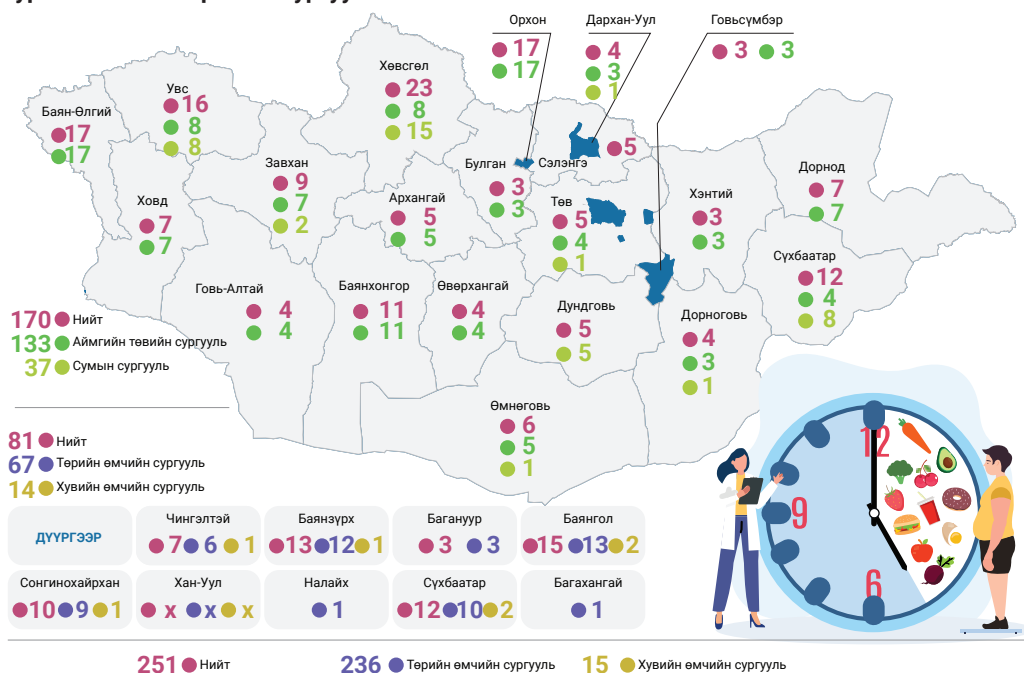 Орхон
17
17
Дархан-Уул
4
3
1
Говьсүмбэр
3 3
Хөвсгөл
23
8
15
Увс
16
8
8
Баян-Өлгий
17
17
Завхан
9
7
2
Булган
3
3
Сэлэнгэ
5
Ховд
7
7
Архангай
5
5
Төв
5
4
1
Хэнтий
3
3
Дорнод
7
7
Сүхбаатар
12
4
8
Говь-Алтай
4
4
Баянхонгор
11
11
Өвөрхангай
4
4
Дундговь
5
5
Дорноговь
4
3
1
Өмнөговь
6
5
1
170 Нийт
133 Аймгийн төвийн сургууль
37 Сумын сургууль
81 Нийт
67 Төрийн өмчийн сургууль
14 Хувийн өмчийн сургууль
12
9
6
ДҮҮРГЭЭР
Чингэлтэй
7 6 1
Баянзүрх
13 12 1
Багануур
3 3
Баянгол
15 13 2
Сонгинохайрхан
10 9 1
Хан-Уул
x x x
Налайх
1
Сүхбаатар
12 10 2
Багахангай
1
251 Нийт 236 Төрийн өмчийн сургууль 15 Хувийн өмчийн сургууль